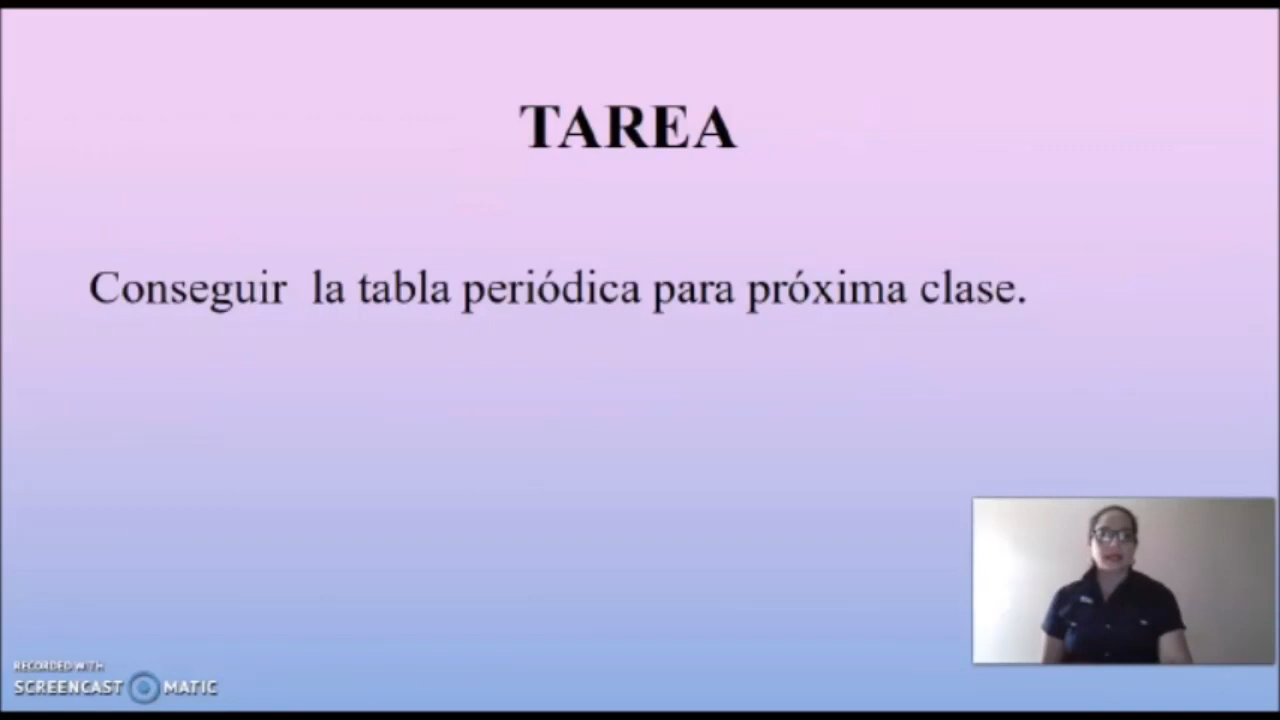 TAREA
Conseguir la tabla periódica para próxima clase.
RECORDED WITH
SCREENCAST MATIC